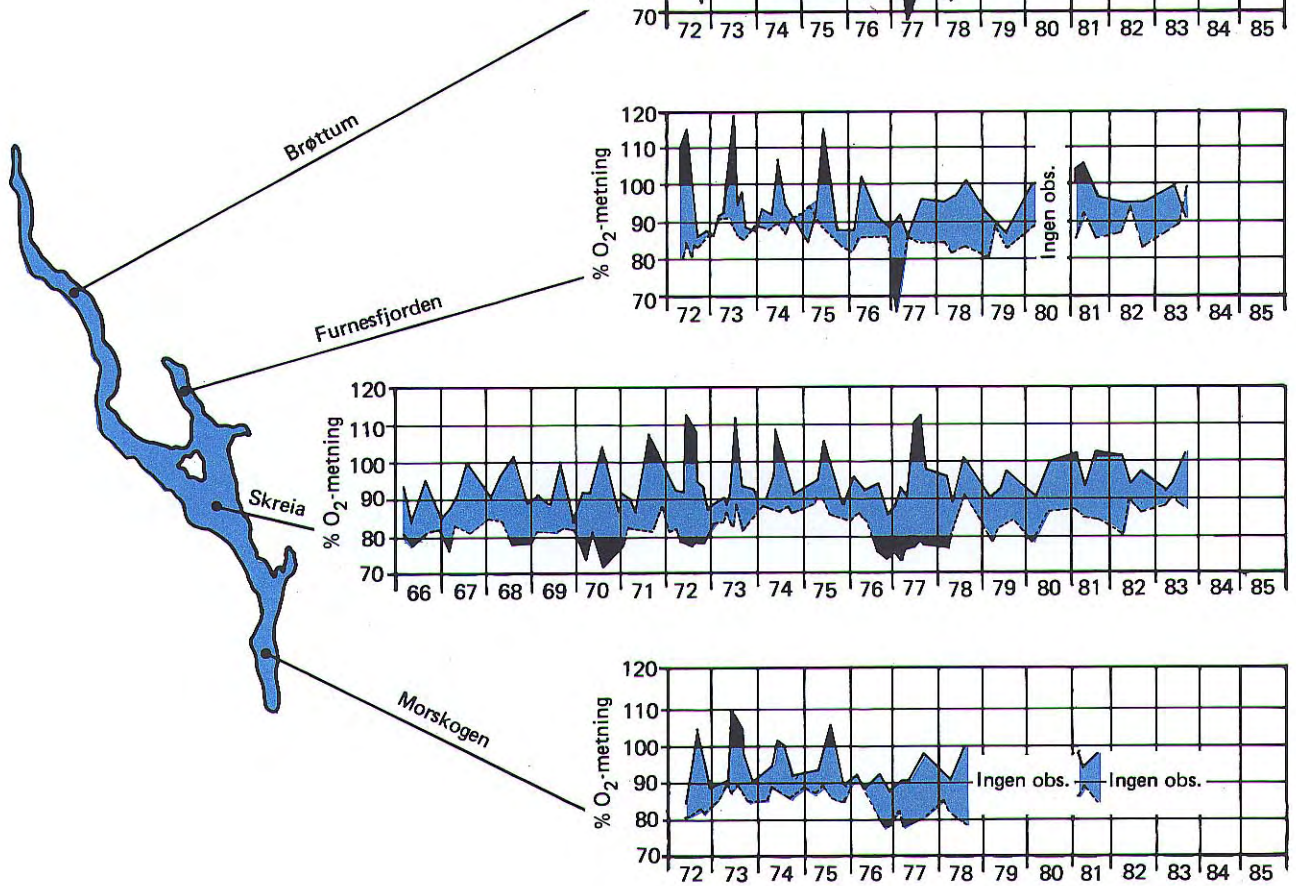 70
72 73 74 75 76 77 78 79 80 81 82 83 84 85
Brøttum
120
110
100
90
80
70
% O₂-metning
Ingen obs.
72 73 74 75 76 77 78 79 80 81 82 83 84 85
Furnesfjorden
120
110
100
90
80
70
% O₂-metning
66 67 68 69 70 71 72 73 74 75 76 77 78 79 80 81 82 83 84 85
Skreia
120
110
100
90
80
70
% O₂-metning
Ingen obs. Ingen obs.
72 73 74 75 76 77 78 79 80 81 82 83 84 85
Morskogen